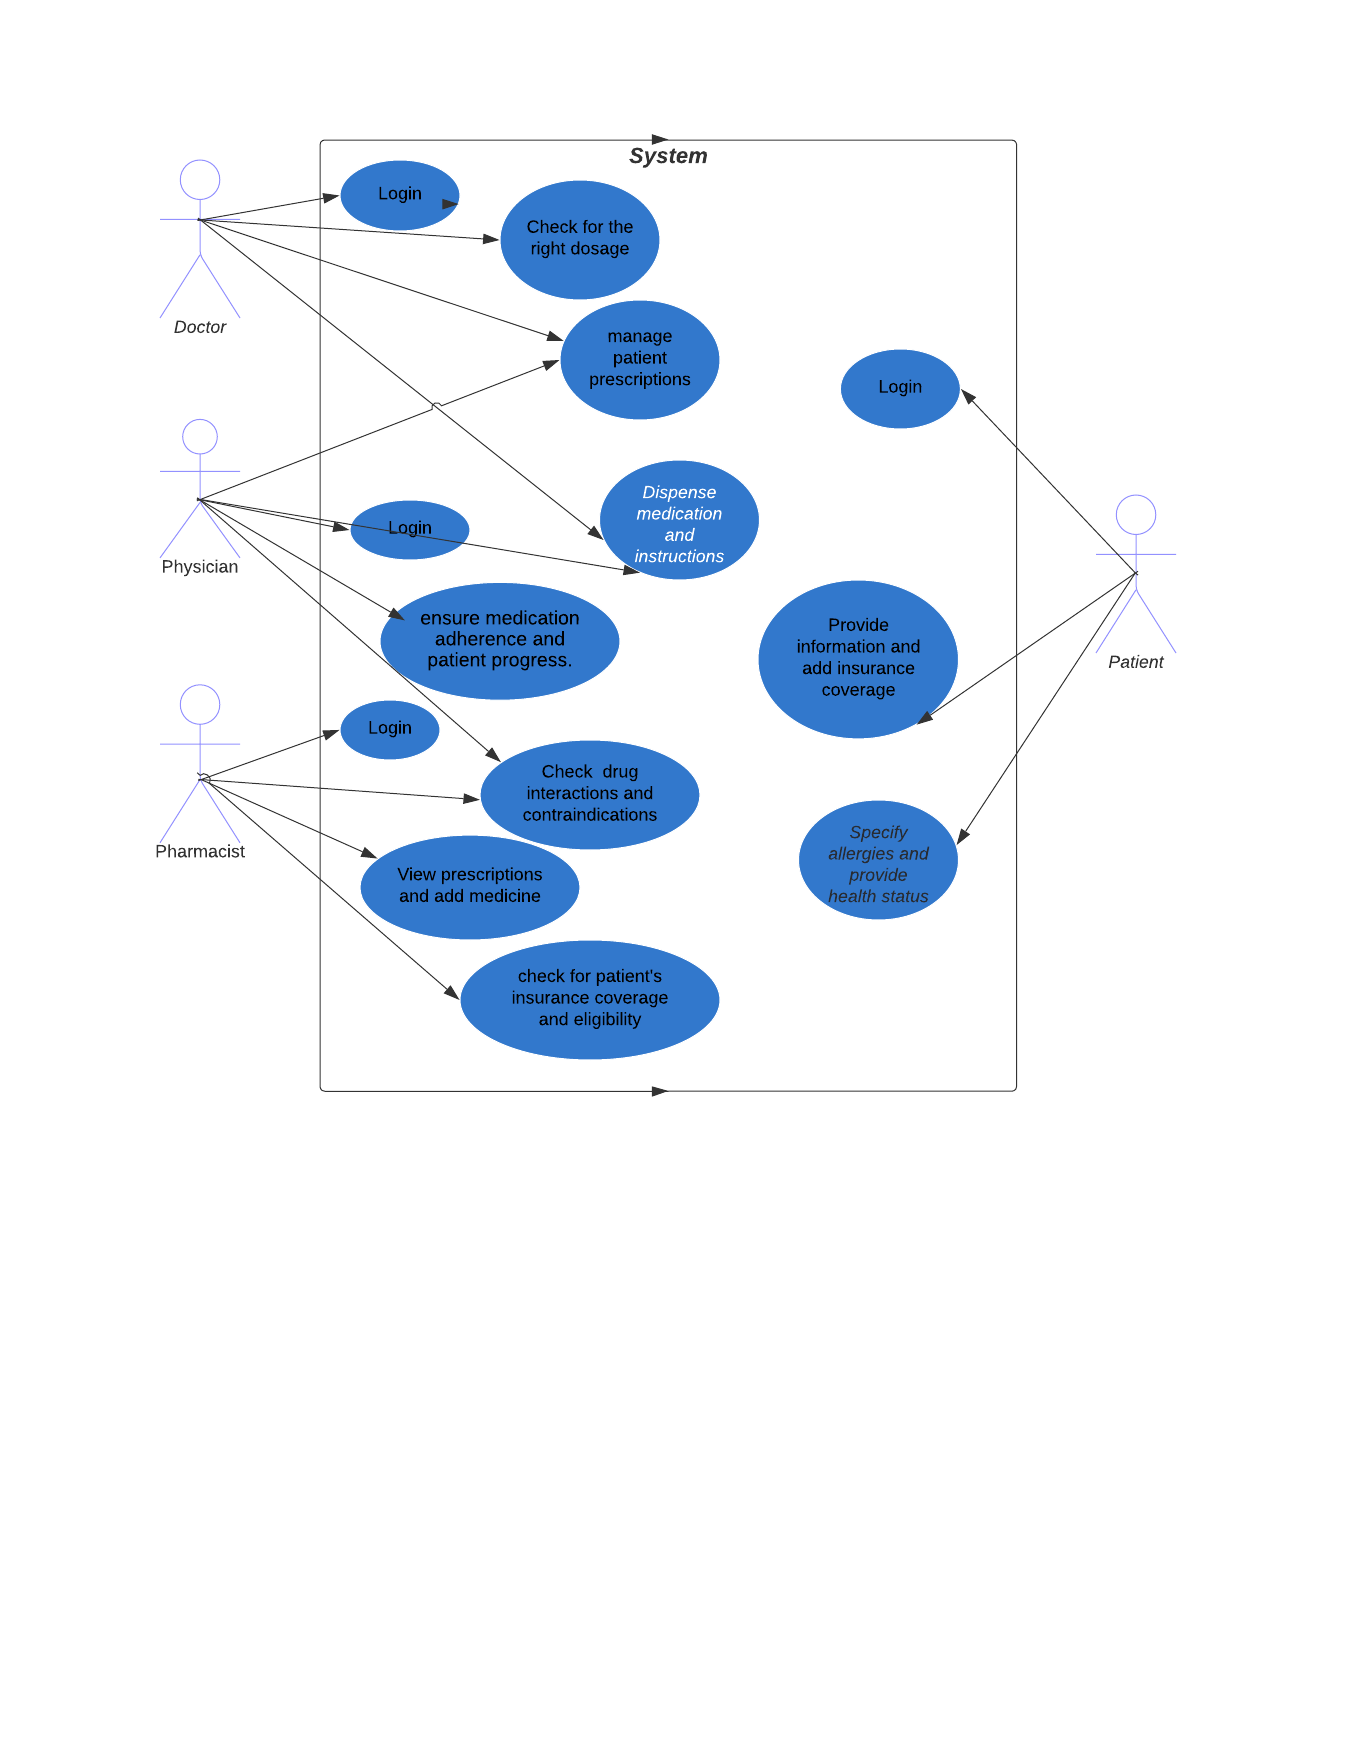 System
Login
Check for the
right dosage
Doctor
manage
patient
prescriptions
Login
Physician
Login
Dispense
medication
and
instructions
ensure medication
adherence and
patient progress.
Provide
information and
add insurance
coverage
Patient
Login
Check  drug
interactions and
contraindications
Pharmacist
View prescriptions
and add medicine
Specify
allergies and
provide
health status
check for patient's
insurance coverage
and eligibility